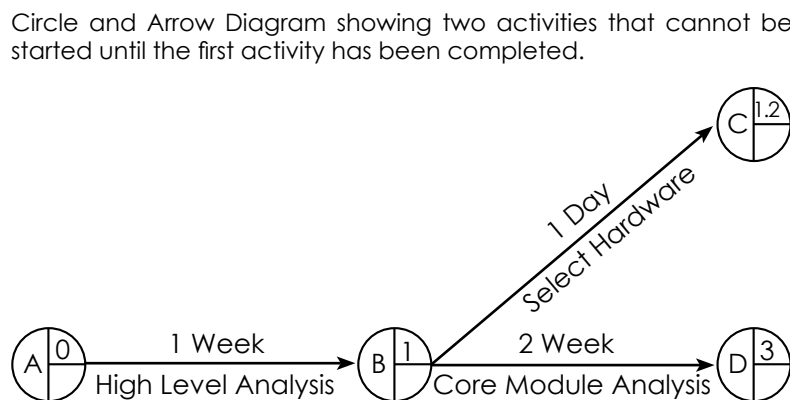 Circle and Arrow Diagram showing two activities that cannot be
started until the first activity has been completed.
C
1.2
1 Day
Select Hardware
A
0
1 Week
High Level Analysis
B
1
2 Week
Core Module Analysis
D
3